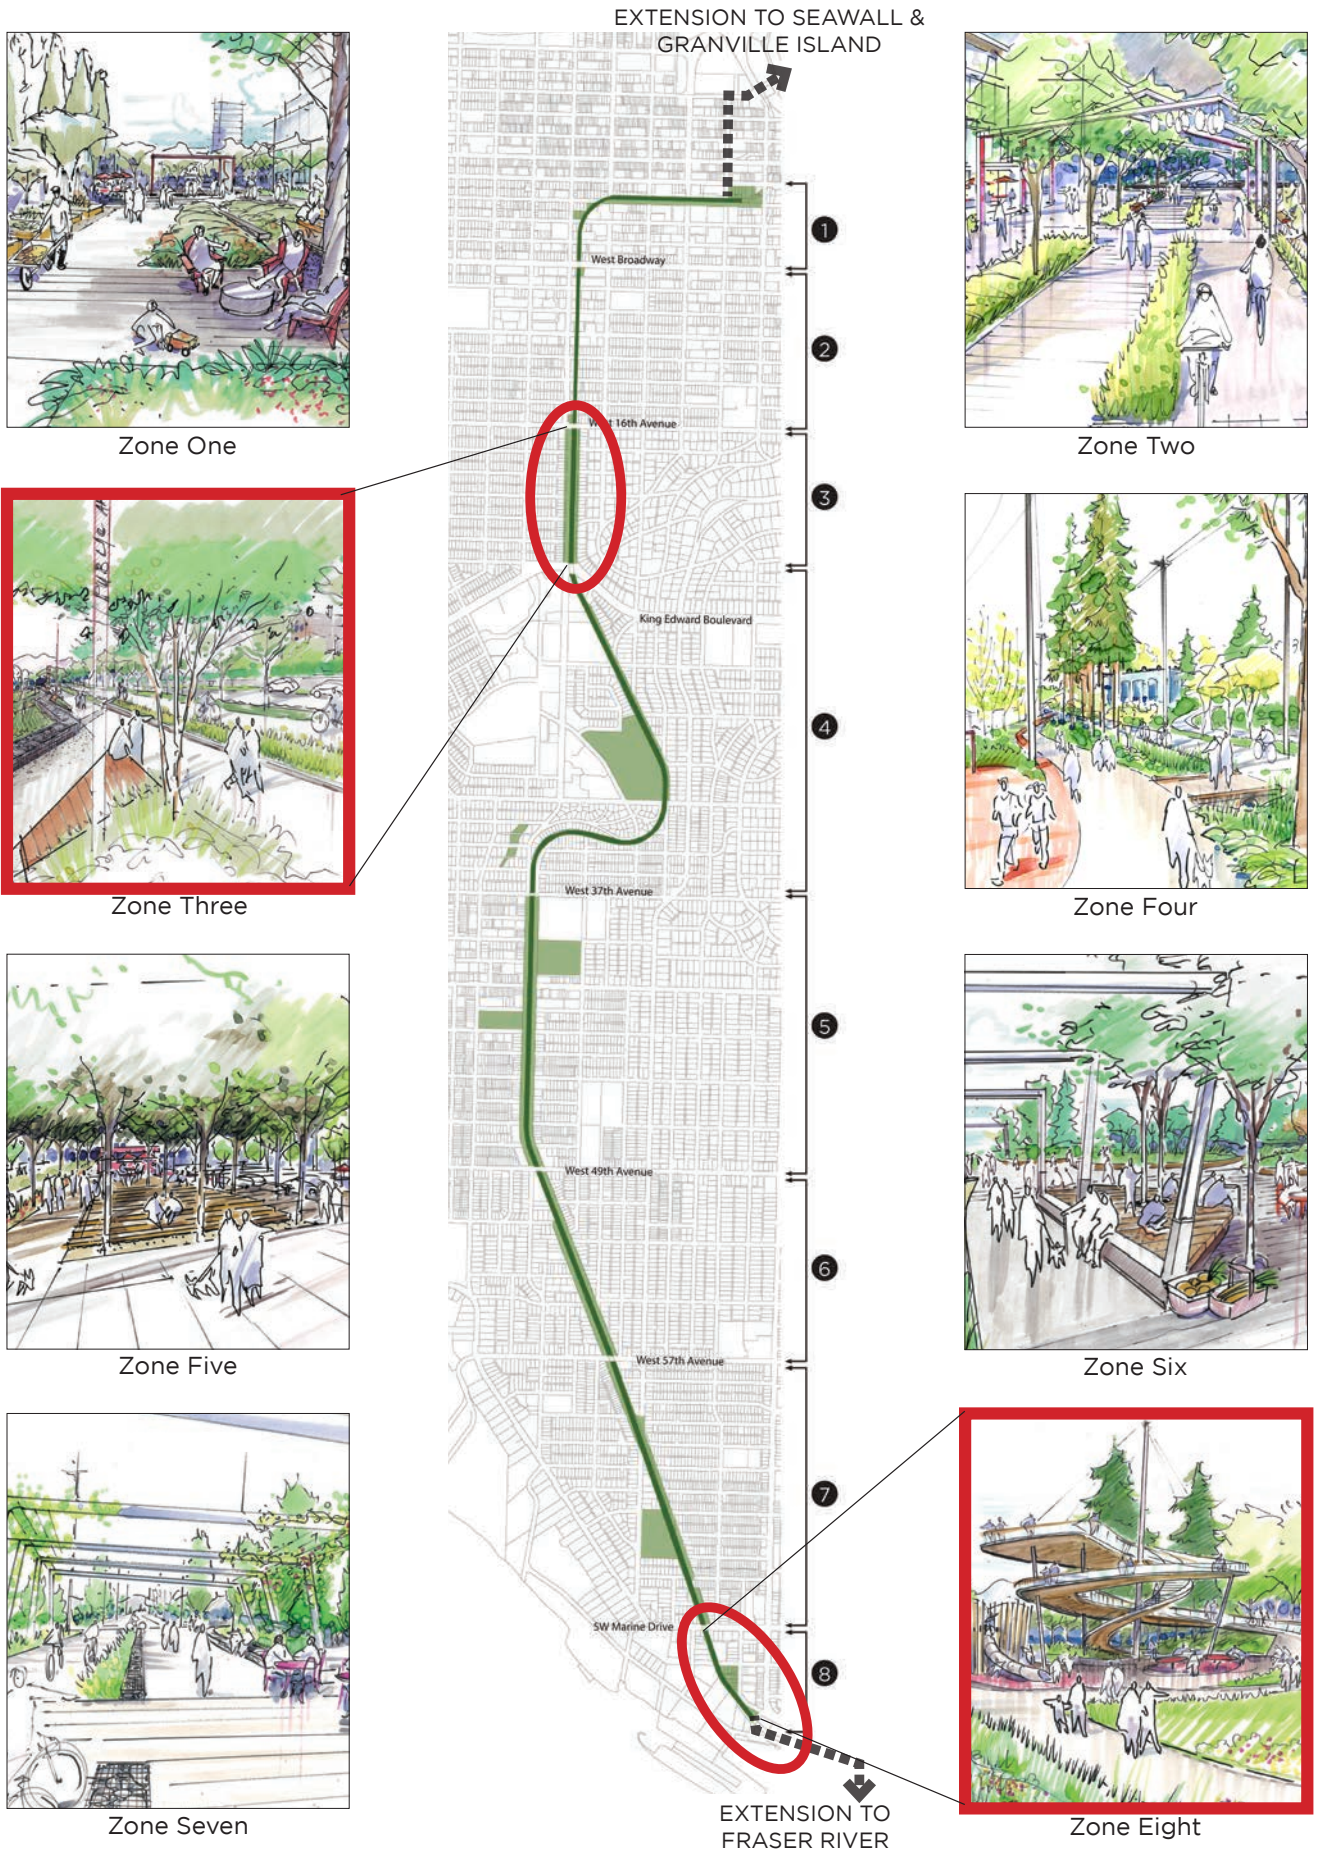 EXTENSION TO SEAWALL &
GRANVILLE ISLAND
1
West Broadway
2
Zone One
West 16th Avenue
Zone Two
3
King Edward Boulevard
4
West 37th Avenue
Zone Three
Zone Four
5
West 49th Avenue
6
West 57th Avenue
Zone Five
Zone Six
7
SW Marine Drive
8
EXTENSION TO
FRASER RIVER
Zone Seven
Zone Eight